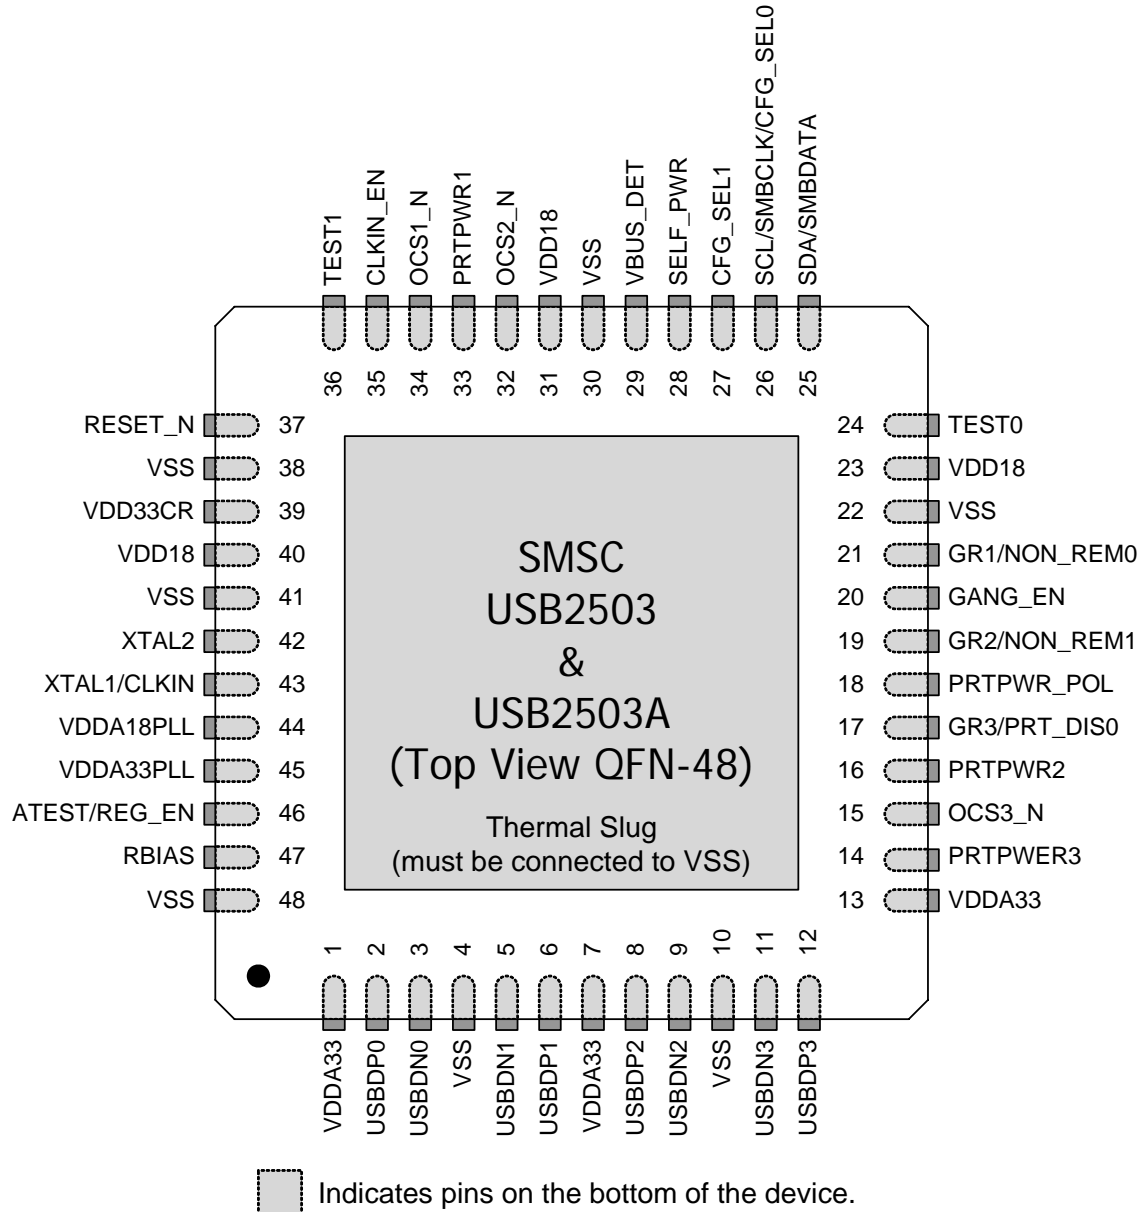 TEST1
CLKIN_EN
OCS1_N
PRTPWR1
OCS2_N
VDD18
VSS
VBUS_DET
SELF_PWR
CFG_SEL1
SCL/SMBCLK/CFG_SEL0
SDA/SMBDATA
36
35
34
33
32
31
30
29
28
27
26
25
RESET_N 37
VSS 38
VDD33CR 39
VDD18 40
VSS 41
XTAL2 42
XTAL1/CLKIN 43
VDDA18PLL 44
VDDA33PLL 45
ATEST/REG_EN 46
RBIAS 47
VSS 48
SMSC
USB2503
&
USB2503A
(Top View QFN-48)
Thermal Slug
(must be connected to VSS)
24 TEST0
23 VDD18
22 VSS
21 GR1/NON_REM0
20 GANG_EN
19 GR2/NON_REM1
18 PRTPWR_POL
17 GR3/PRT_DIS0
16 PRTPWR2
15 OCS3_N
14 PRTPWER3
13 VDDA33
1
2
3
4
5
6
7
8
9
10
11
12
VDDA33
USBDP0
USBDN0
VSS
USBDN1
USBDP1
VDDA33
USBDP2
USBDN2
VSS
USBDN3
USBDP3
Indicates pins on the bottom of the device.